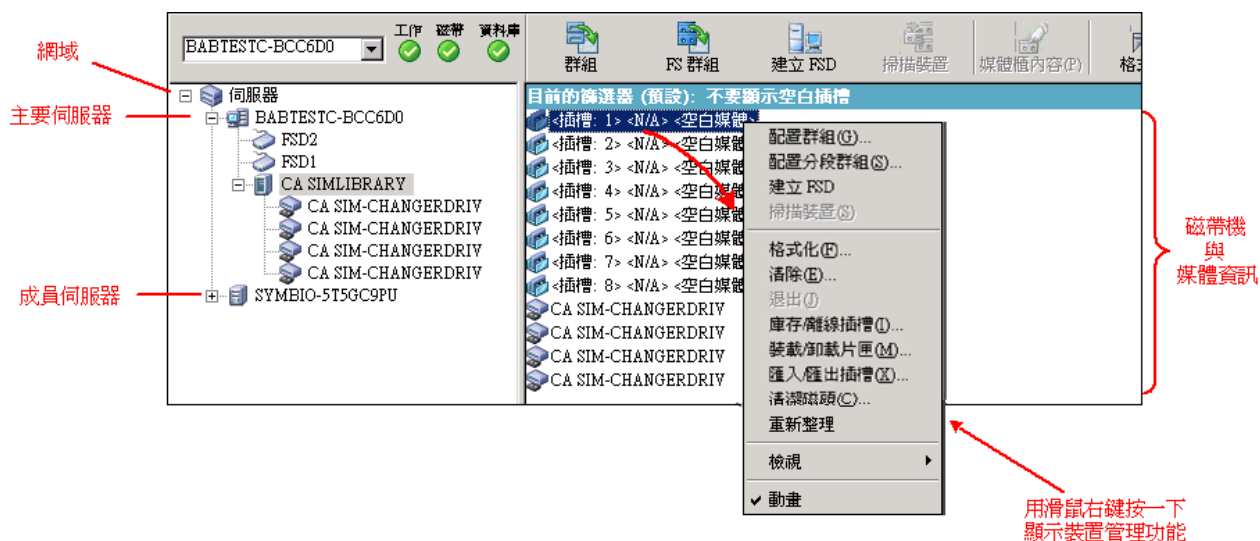 BABTESTC-BCC6D0
工作 磁帶 資料庫
群組
FS 群組
建立 FSD
掃描裝置
媒體櫃內容(P)
網域
主要伺服器
成員伺服器
伺服器
BABTESTC-BCC6D0
FSD2
FSD1
CA SIMLIBRARY
CA SIM-CHANGERDRIV
CA SIM-CHANGERDRIV
CA SIM-CHANGERDRIV
CA SIM-CHANGERDRIV
SYMBIO-5T5GC9PU
目前的篩選器 (預設): 不要顯示空白插槽
<插槽: 1> <N/A> <空白媒體>
<插槽: 2> <N/A> <空白媒體
<插槽: 3> <N/A> <空白媒體
<插槽: 4> <N/A> <空白媒體
<插槽: 5> <N/A> <空白媒體
<插槽: 6> <N/A> <空白媒體
<插槽: 7> <N/A> <空白媒體
<插槽: 8> <N/A> <空白媒體
CA SIM-CHANGERDRIV
CA SIM-CHANGERDRIV
CA SIM-CHANGERDRIV
CA SIM-CHANGERDRIV
配置群組(G)...
配置分段群組(S)...
建立 FSD
掃描裝置(S)
格式化(F)...
清除(E)...
退出(J)
庫存/離線插槽(I)...
裝載/卸載片匣(M)...
匯入/匯出插槽(X)...
清潔磁頭(C)...
重新整理
檢視
動畫
磁帶機
與
媒體資訊
用滑鼠右鍵按一下
顯示裝置管理功能